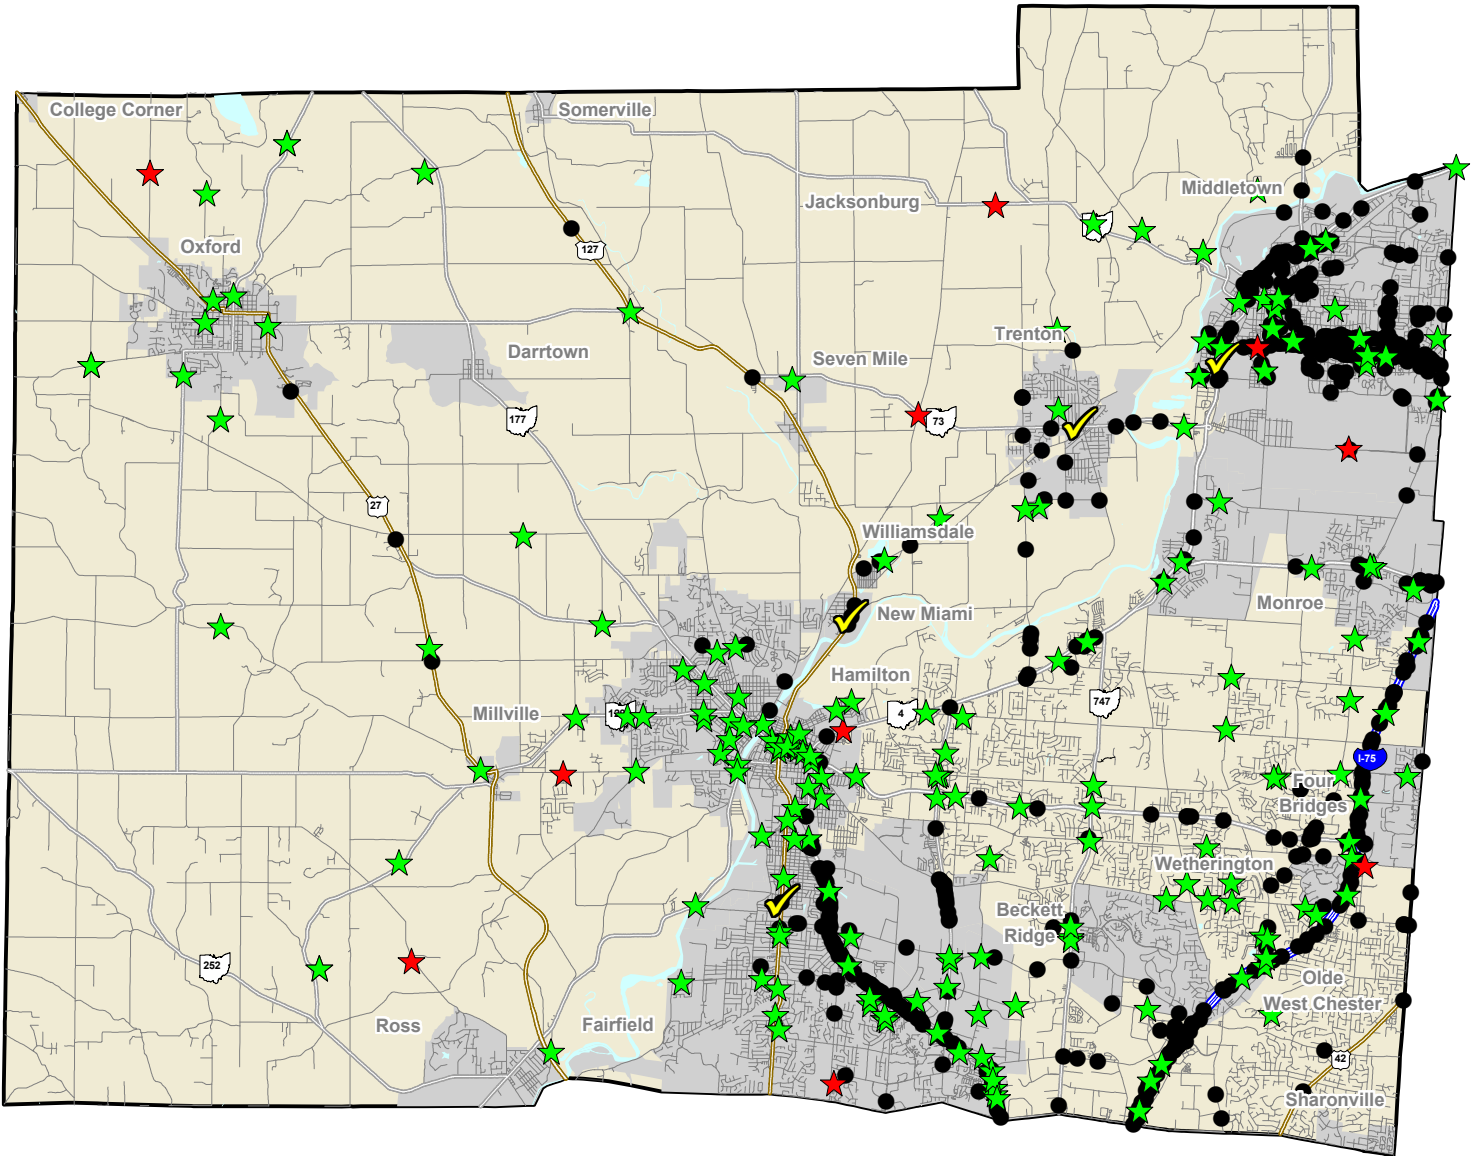 College Corner
Somerville
Middletown
Jacksonburg
Oxford
127
Trenton
Darrtown
Seven Mile
177
73
27
Williamsdale
Monroe
New Miami
Hamilton
Millville
4
747
I-75
Four
Bridges
Wetherington
Beckett
Ridge
252
Olde
West Chester
Ross
Fairfield
42
Sharonville